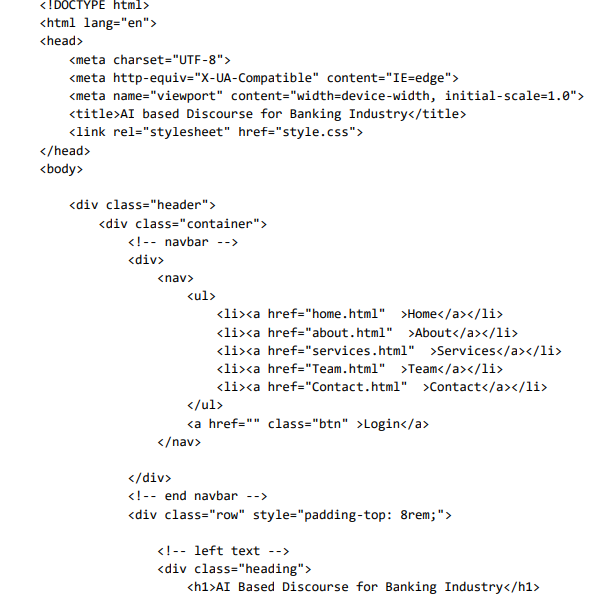 <!DOCTYPE html>
<html lang="en">
<head>
    <meta charset="UTF-8">
    <meta http-equiv="X-UA-Compatible" content="IE=edge">
    <meta name="viewport" content="width=device-width, initial-scale=1.0">
    <title>AI based Discourse for Banking Industry</title>
    <link rel="stylesheet" href="style.css">
</head>
<body>

    <div class="header">
        <div class="container">
            <!-- navbar -->
            <div>
                <nav>
                    <ul>
                        <li><a href="home.html"  >Home</a></li>
                        <li><a href="about.html"  >About</a></li>
                        <li><a href="services.html"  >Services</a></li>
                        <li><a href="Team.html"  >Team</a></li>
                        <li><a href="Contact.html"  >Contact</a></li>
                    </ul>
                    <a href="" class="btn" >Login</a>
                </nav>

            </div>
            <!-- end navbar -->
            <div class="row" style="padding-top: 8rem;">

                <!-- left text -->
                <div class="heading">
                    <h1>AI Based Discourse for Banking Industry</h1>